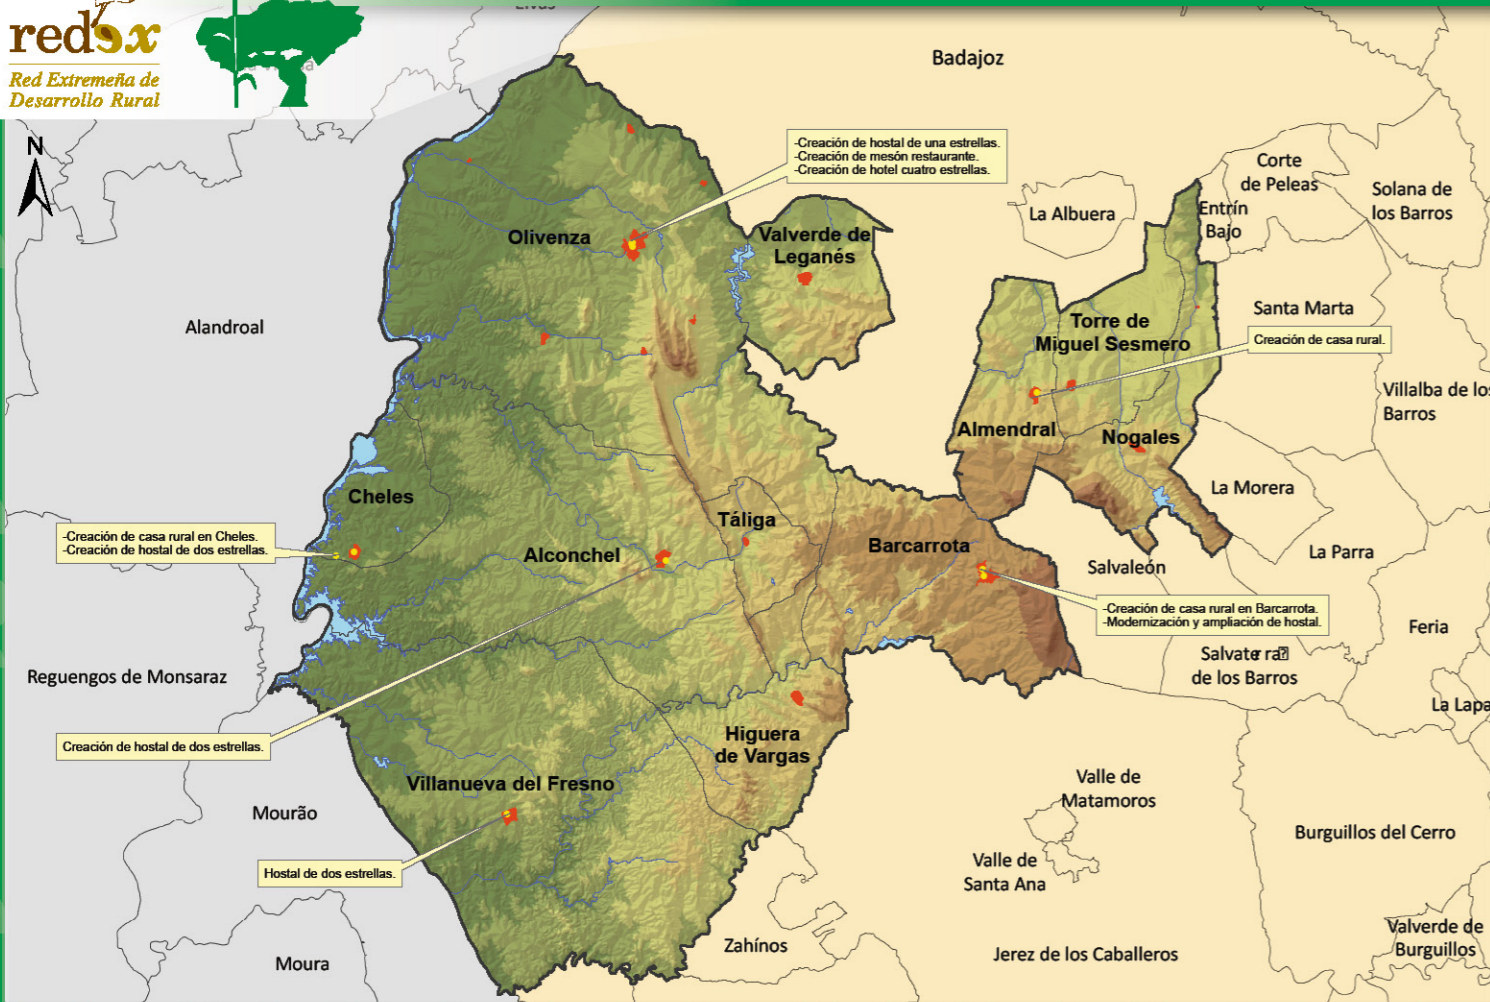 redex
Red Extremeña de
Desarrollo Rural
N
Elvas
Badajoz
-Creación de hostal de una estrellas.
-Creación de mesón restaurante.
-Creación de hotel cuatro estrellas.
Corte
de Peleas
Solana de
los Barros
La Albuera
Entrín
Bajo
Olivenza
Valverde de
Leganés
Santa Marta
Alandroal
Torre de
Miguel Sesmero
Creación de casa rural.
Villalba de los
Barros
Almendral
Nogales
La Morera
Cheles
Táliga
-Creación de casa rural en Cheles.
-Creación de hostal de dos estrellas.
Alconchel
Barcarrota
La Parra
Salvaleón
-Creación de casa rural en Barcarrota.
-Modernización y ampliación de hostal.
Feria
Salvaterra
de los Barros
Reguengos de Monsaraz
La Lapa
Creación de hostal de dos estrellas.
Higuera
de Vargas
Villanueva del Fresno
Valle de
Matamoros
Mourão
Burguillos del Cerro
Hostal de dos estrellas.
Valle de
Santa Ana
Valverde de
Burguillos
Zahínos
Jerez de los Caballeros
Moura